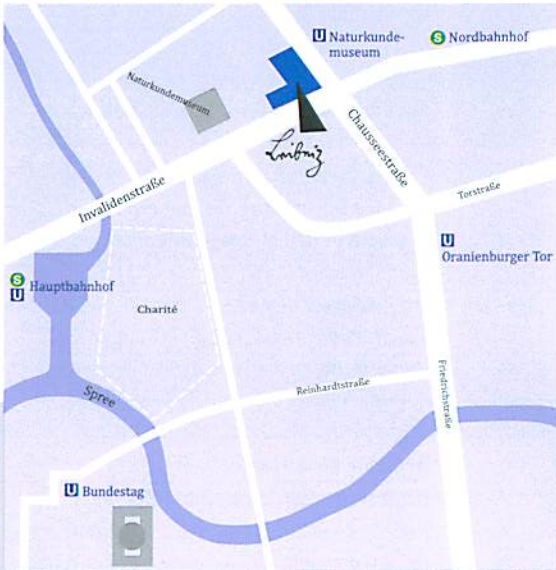 U Naturkunde-
museum
S Nordbahnhof
Naturkundemuseum
Leibniz
Chausseestraße
Invalidenstraße
Torstraße
U
Oranienburger Tor
S
U Hauptbahnhof
Charité
Spree
Reinhardtstraße
Friedrichstraße
U Bundestag